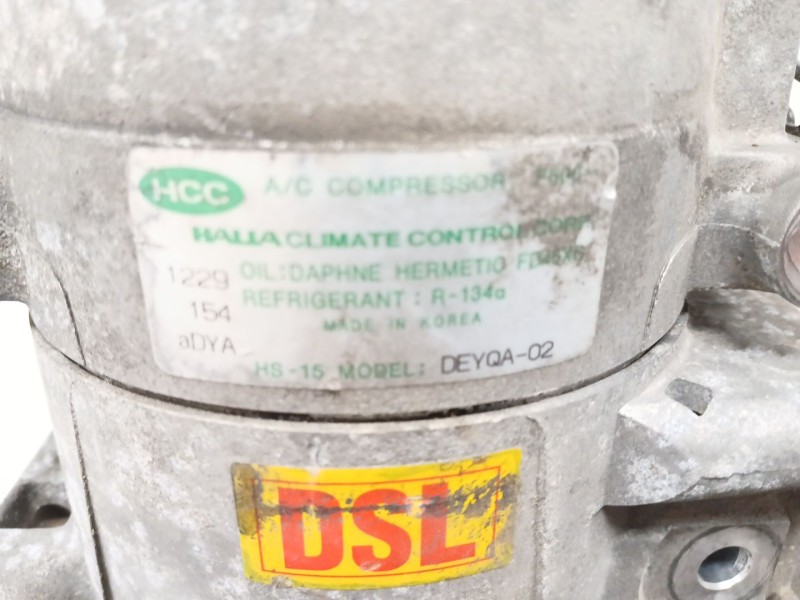 HCC A/C COMPRESSOR
HALLA CLIMATE CONTROL CORP
1229 OIL:DAPHNE HERMETIC
154 REFRIGERANT : R-134a
MADE IN KOREA
aDYA
HS-15 MODEL: DEYQA-02
DSL